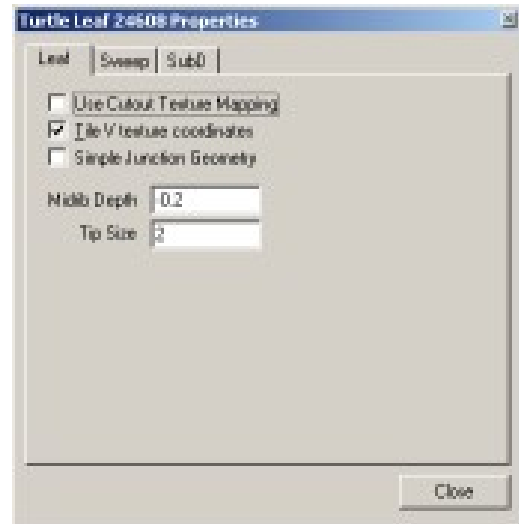 Turtle Leaf 24608 Properties
Leaf Sweep SubD
Use Cutout Texture Mapping
Tile V texture coordinates
Simple Junction Geometry
Midrib Depth -0.2
Tip Size 2
Close